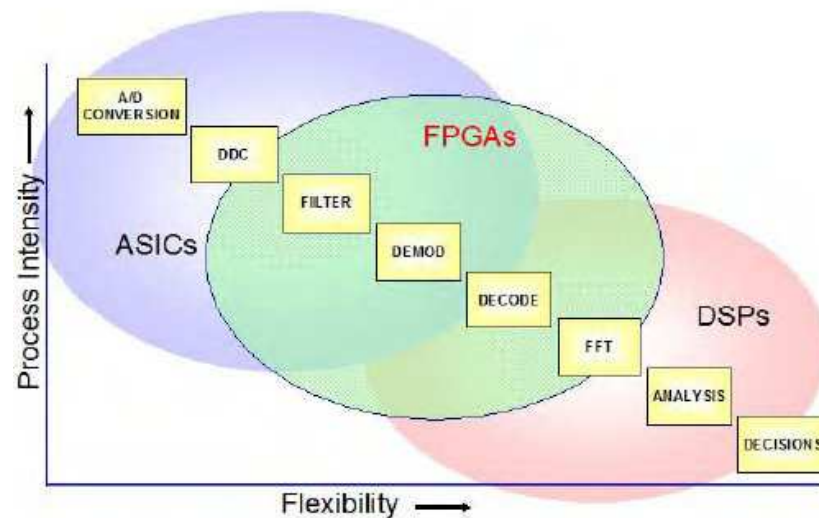 A/D
CONVERSION
DDC
FPGAs
FILTER
ASICs
DEMOD
DECODE
DSPs
FFT
ANALYSIS
DECISIONS
Process Intensity
Flexibility